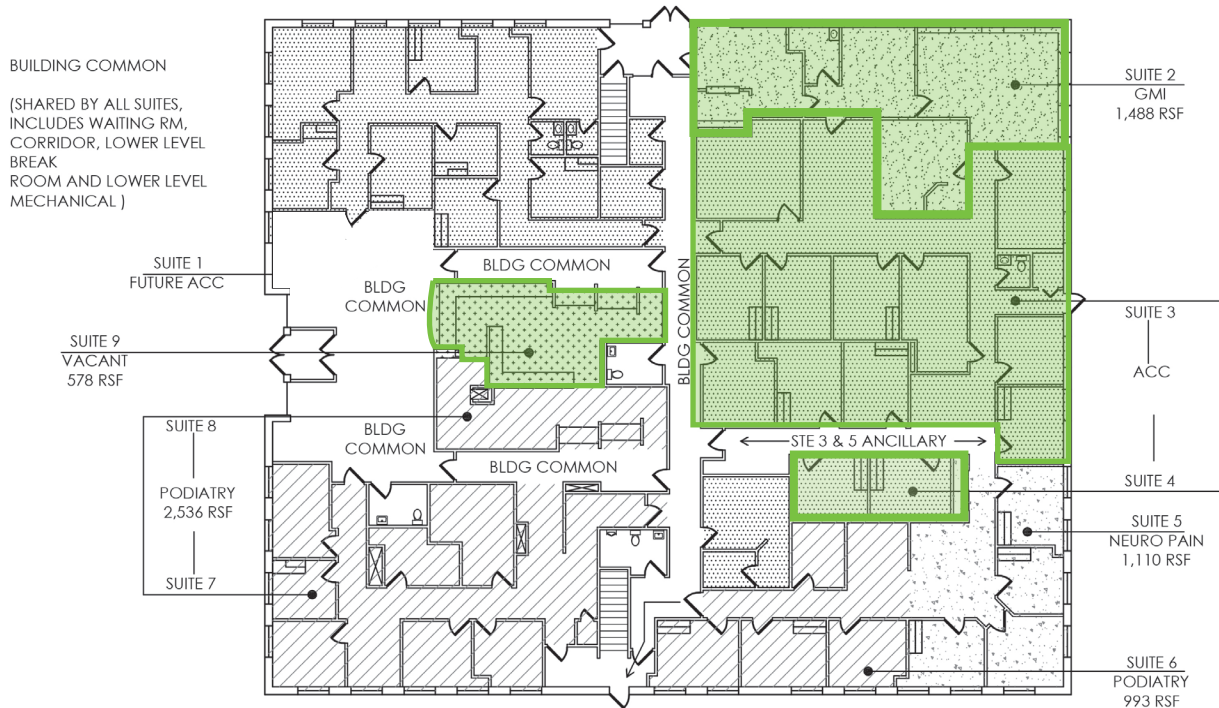 BUILDING COMMON
(SHARED BY ALL SUITES,
INCLUDES WAITING RM,
CORRIDOR, LOWER LEVEL
BREAK
ROOM AND LOWER LEVEL
MECHANICAL )
SUITE 1
FUTURE ACC
SUITE 9
VACANT
578 RSF
SUITE 8
PODIATRY
2,536 RSF
SUITE 7
BLDG COMMON
BLDG
COMMON
BLDG COMMON
BLDG
COMMON
BLDG COMMON
STE 3 & 5 ANCILLARY
SUITE 2
GMI
1,488 RSF
SUITE 3
ACC
SUITE 4
SUITE 5
NEURO PAIN
1,110 RSF
SUITE 6
PODIATRY
993 RSF